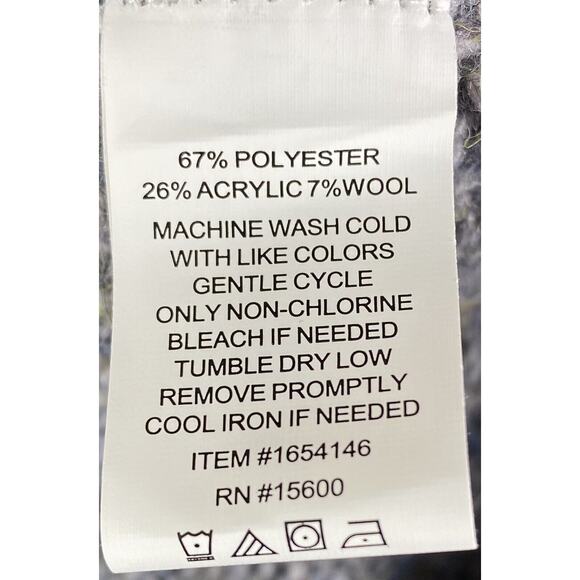 67% POLYESTER
26% ACRYLIC 7%WOOL
MACHINE WASH COLD
WITH LIKE COLORS
GENTLE CYCLE
ONLY NON-CHLORINE
BLEACH IF NEEDED
TUMBLE DRY LOW
REMOVE PROMPTLY
COOL IRON IF NEEDED
ITEM #1654146
RN #15600